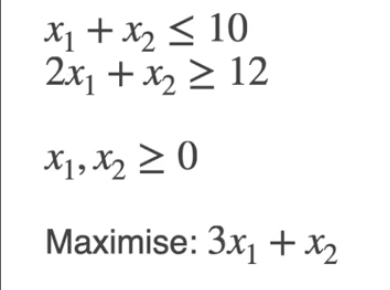 x₁ + x₂ ≤ 10
2x₁ + x₂ ≥ 12
x₁, x₂ ≥ 0
Maximise: 3x₁ + x₂